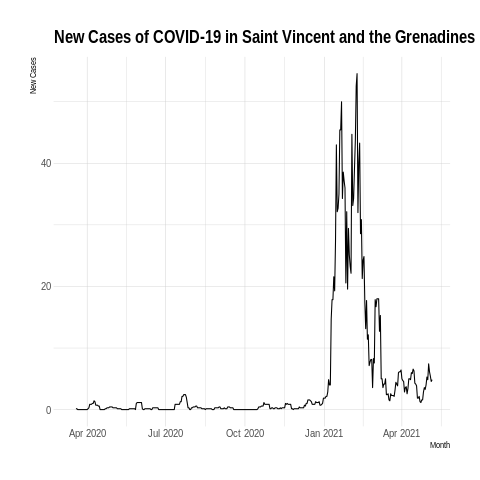 New Cases of COVID-19 in Saint Vincent and the Grenadines
New Cases
40
20
0
Apr 2020 Jul 2020 Oct 2020 Jan 2021 Apr 2021
Month